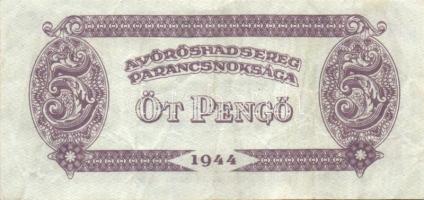 A VÖRÖSHADSEREG
PARANCSNOKSÁGA
5 ÖT PENGŐ 5
1944